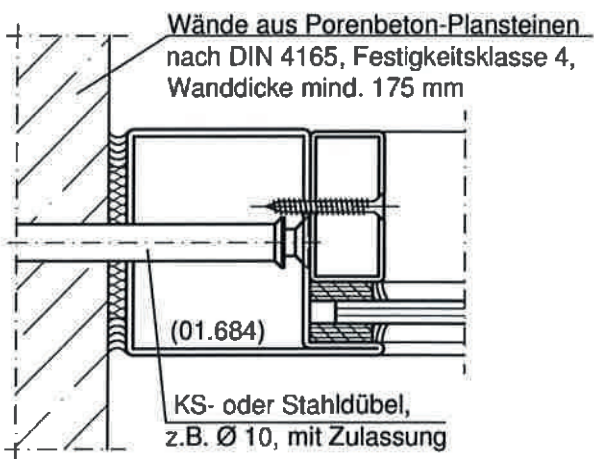 Wände aus Porenbeton-Plansteinen
nach DIN 4165, Festigkeitsklasse 4,
Wanddicke mind. 175 mm
(01.684)
KS- oder Stahldübel,
z.B. Ø 10, mit Zulassung